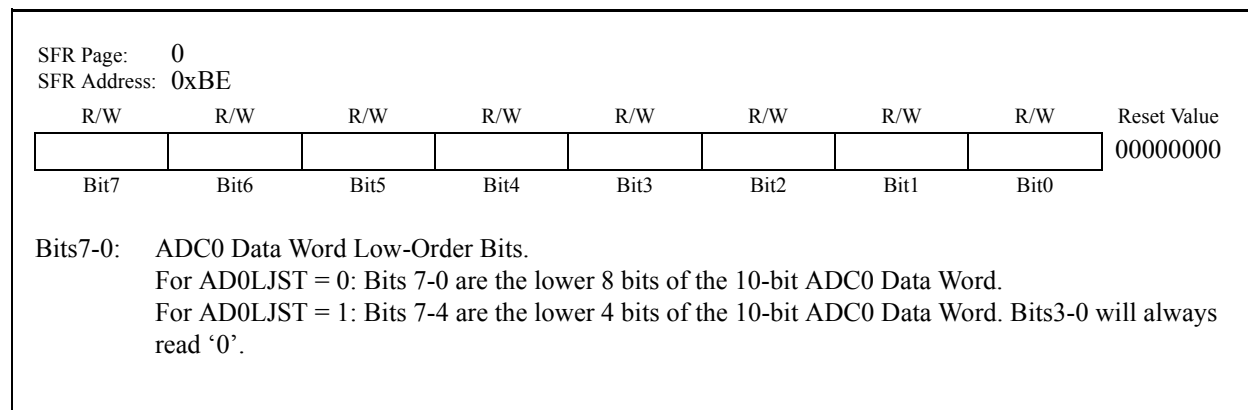 SFR Page: 0
SFR Address: 0xBE
R/W R/W R/W R/W R/W R/W R/W R/W Reset Value
00000000
Bit7 Bit6 Bit5 Bit4 Bit3 Bit2 Bit1 Bit0
Bits7-0: ADC0 Data Word Low-Order Bits.
For AD0LJST = 0: Bits 7-0 are the lower 8 bits of the 10-bit ADC0 Data Word.
For AD0LJST = 1: Bits 7-4 are the lower 4 bits of the 10-bit ADC0 Data Word. Bits3-0 will always
read ‘0’.